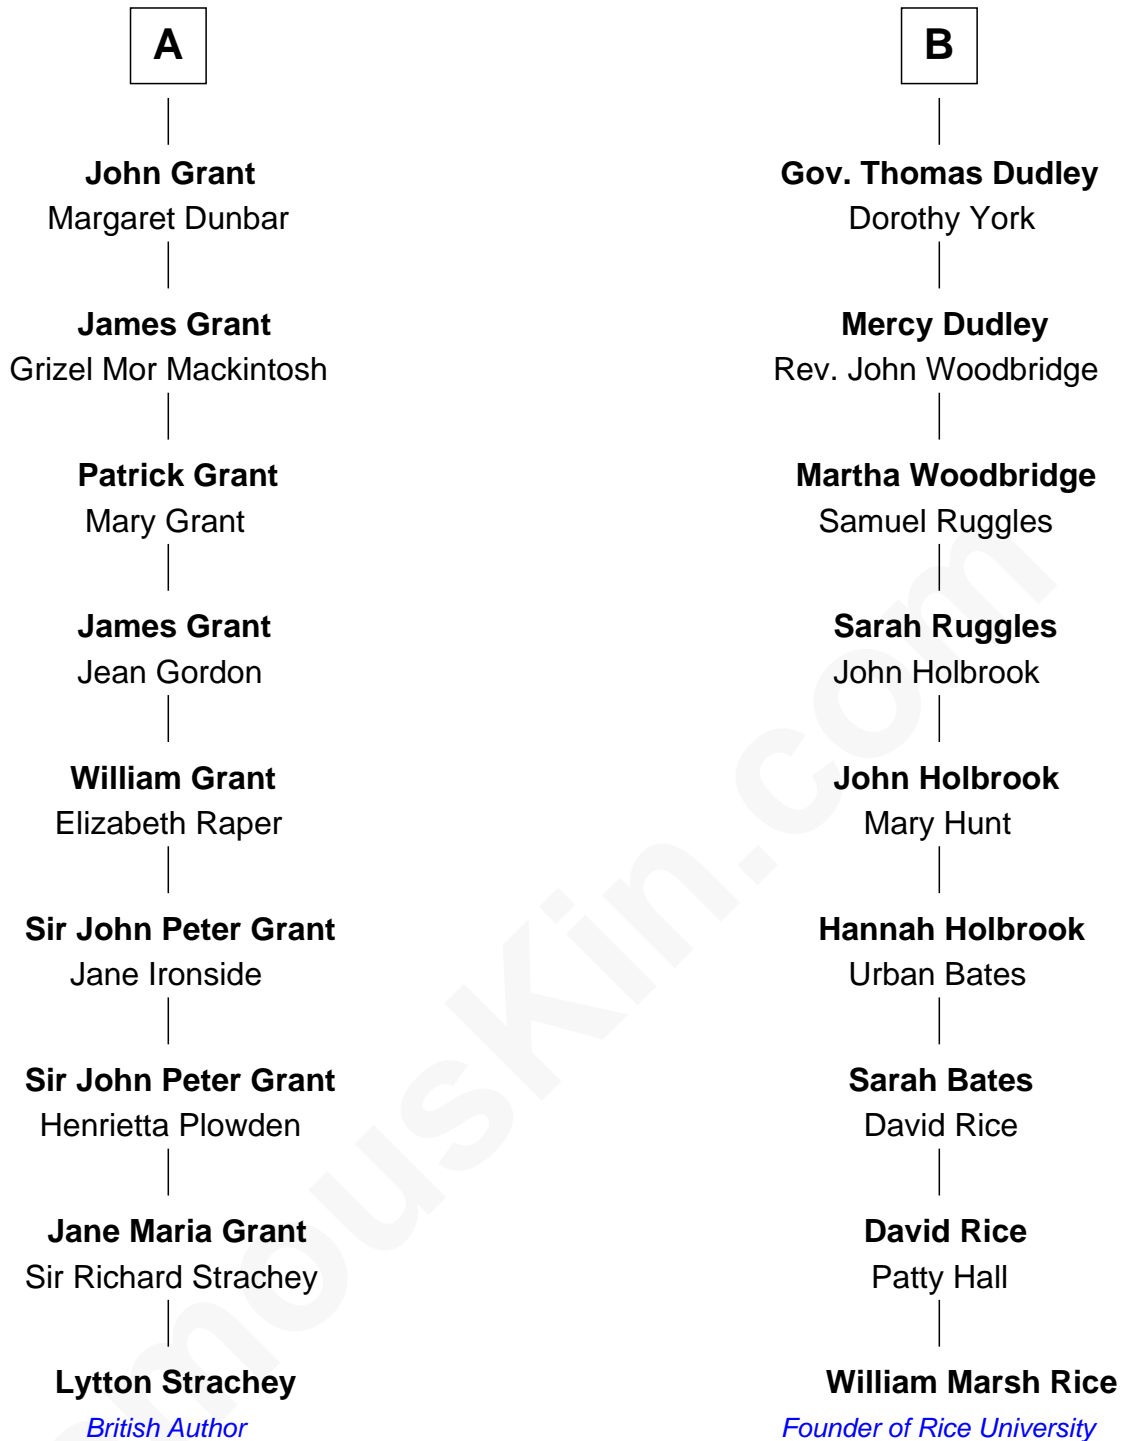 A
John Grant
Margaret Dunbar
James Grant
Grizel Mor Mackintosh
Patrick Grant
Mary Grant
James Grant
Jean Gordon
William Grant
Elizabeth Raper
Sir John Peter Grant
Jane Ironside
Sir John Peter Grant
Henrietta Plowden
Jane Maria Grant
Sir Richard Strachey
Lytton Strachey
British Author
B
Gov. Thomas Dudley
Dorothy York
Mercy Dudley
Rev. John Woodbridge
Martha Woodbridge
Samuel Ruggles
Sarah Ruggles
John Holbrook
John Holbrook
Mary Hunt
Hannah Holbrook
Urban Bates
Sarah Bates
David Rice
David Rice
Patty Hall
William Marsh Rice
Founder of Rice University
mousKin.com